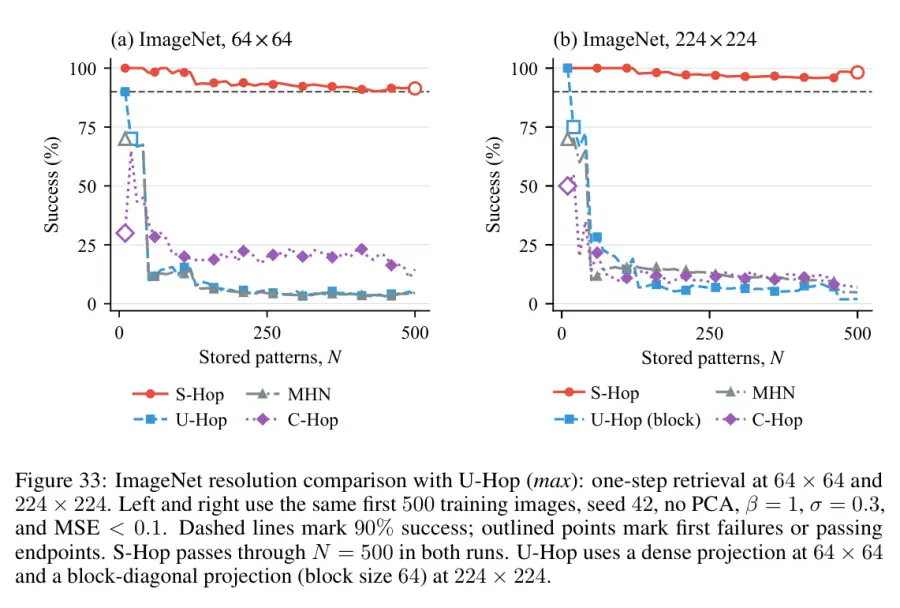 (a) ImageNet, 64 × 64
(b) ImageNet, 224 × 224
100
75
50
25
0
Success (%)
0
250
500
Stored patterns, N
100
75
50
25
0
Success (%)
0
250
500
Stored patterns, N
S-Hop
MHN
U-Hop
C-Hop
S-Hop
MHN
U-Hop (block)
C-Hop
Figure 33: ImageNet resolution comparison with U-Hop (max): one-step retrieval at 64 × 64 and
224 × 224. Left and right use the same first 500 training images, seed 42, no PCA, β = 1, σ = 0.3,
and MSE < 0.1. Dashed lines mark 90% success; outlined points mark first failures or passing
endpoints. S-Hop passes through N = 500 in both runs. U-Hop uses a dense projection at 64 × 64
and a block-diagonal projection (block size 64) at 224 × 224.